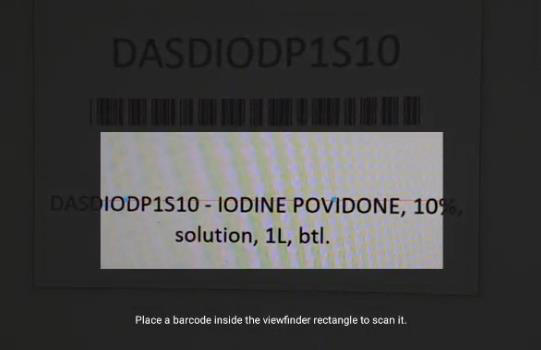 DASDIODP1S10
DASDIODP1S10 - IODINE POVIDONE, 10%,
solution, 1L, btl.
Place a barcode inside the viewfinder rectangle to scan it.